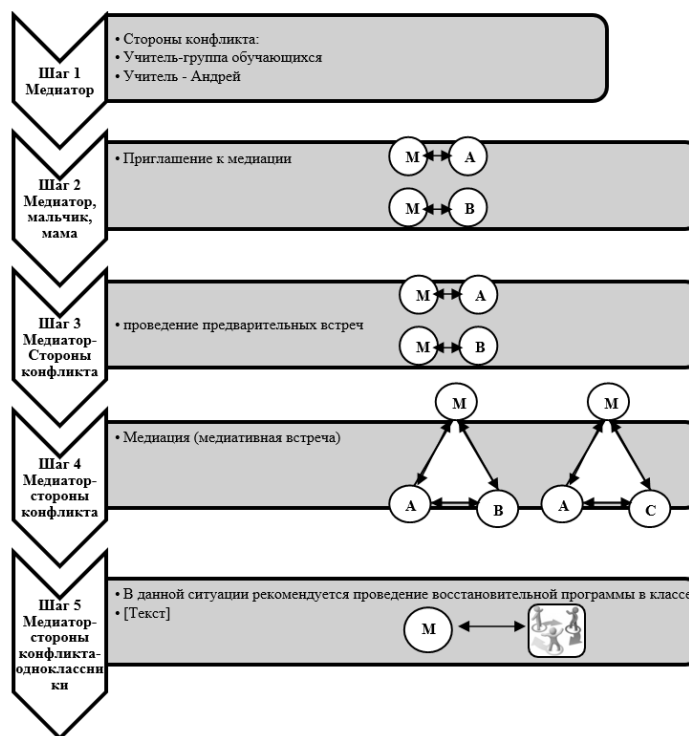 Шаг 1
Медиатор
• Стороны конфликта:
• Учитель-группа обучающихся
• Учитель - Андрей
Шаг 2
Медиатор,
мальчик,
мама
• Приглашение к медиации
М
А
М
В
Шаг 3
Медиатор-
Стороны
конфликта
• проведение предварительных встреч
М
А
М
В
Шаг 4
Медиатор-
стороны
конфликта
• Медиация (медиативная встреча)
М
А
В
М
А
С
Шаг 5
Медиатор-
стороны
конфликта-
одноклассни
ки
• В данной ситуации рекомендуется проведение восстановительной программы в классе
• [Текст]
М